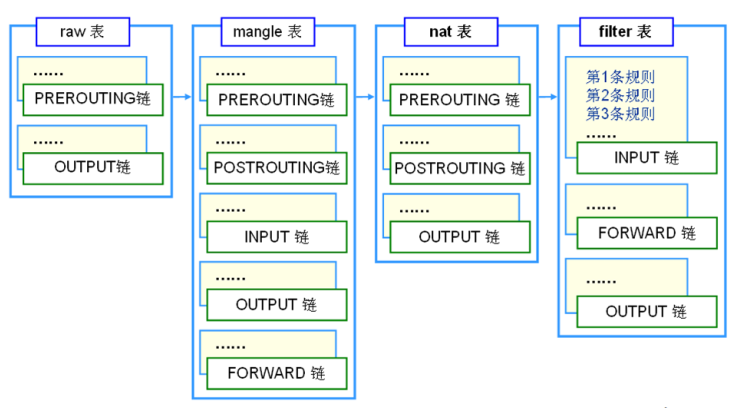 raw 表
……
PREROUTING链
……
OUTPUT链
mangle 表
……
PREROUTING链
……
POSTROUTING链
……
INPUT 链
……
OUTPUT 链
……
FORWARD 链
nat 表
……
PREROUTING 链
……
POSTROUTING 链
……
OUTPUT 链
filter 表
第1条规则
第2条规则
第3条规则
……
INPUT 链
……
FORWARD 链
……
OUTPUT 链